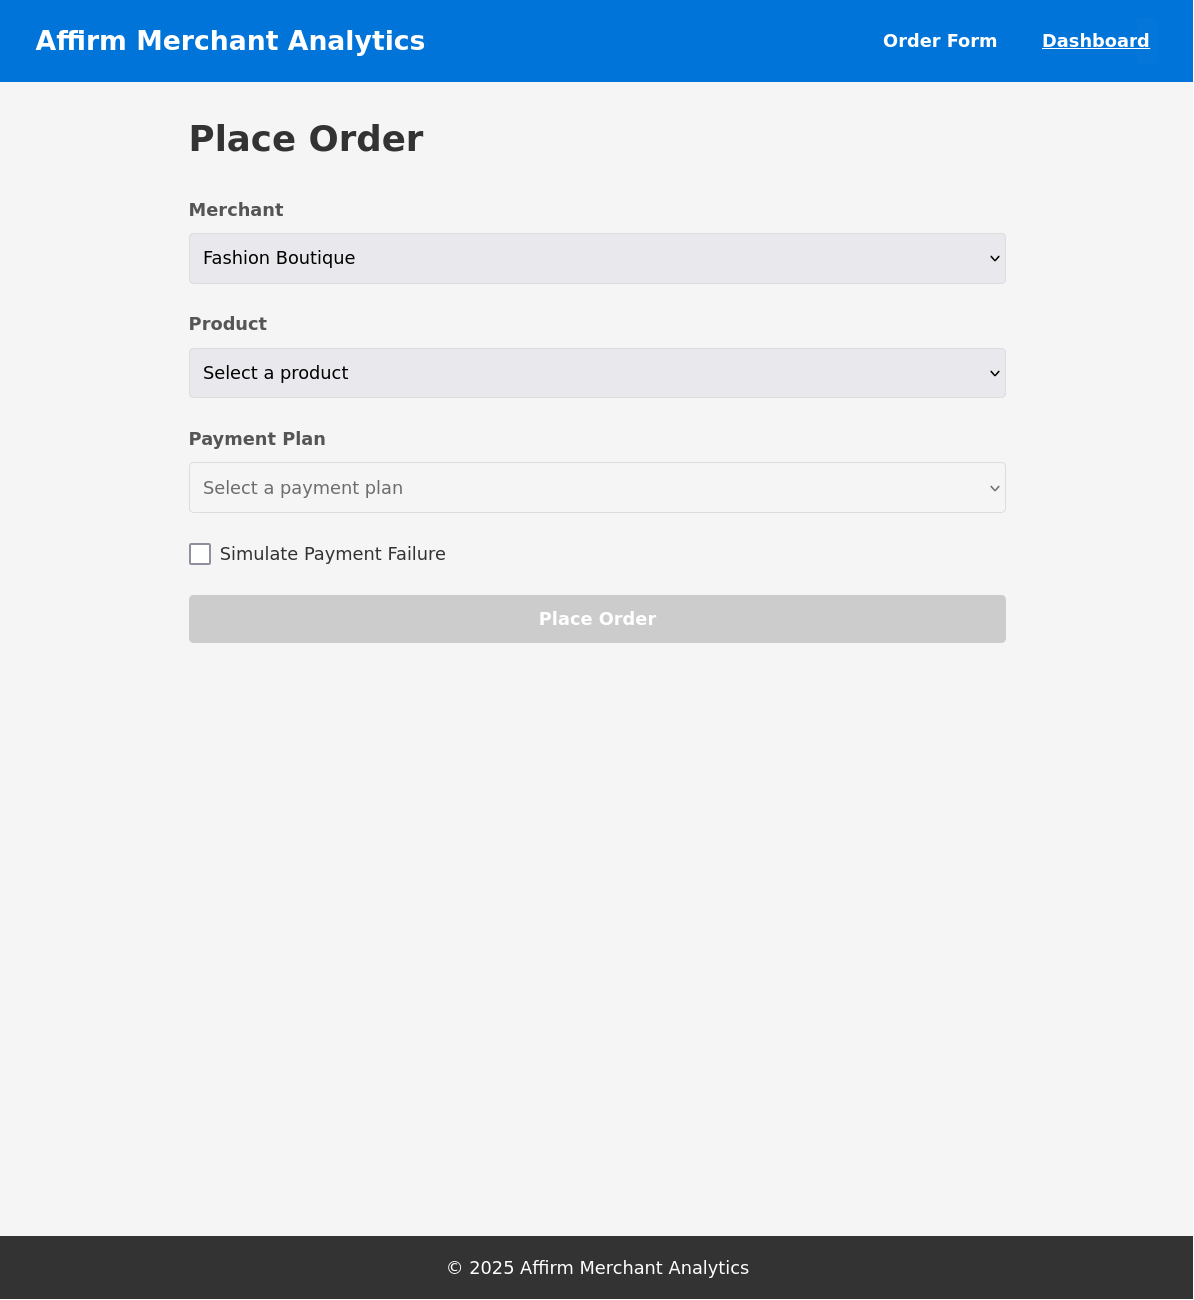 Affirm Merchant Analytics
Order Form
Dashboard
Place Order
Merchant
Fashion Boutique
Product
Select a product
Payment Plan
Select a payment plan
Simulate Payment Failure
Place Order
© 2025 Affirm Merchant Analytics